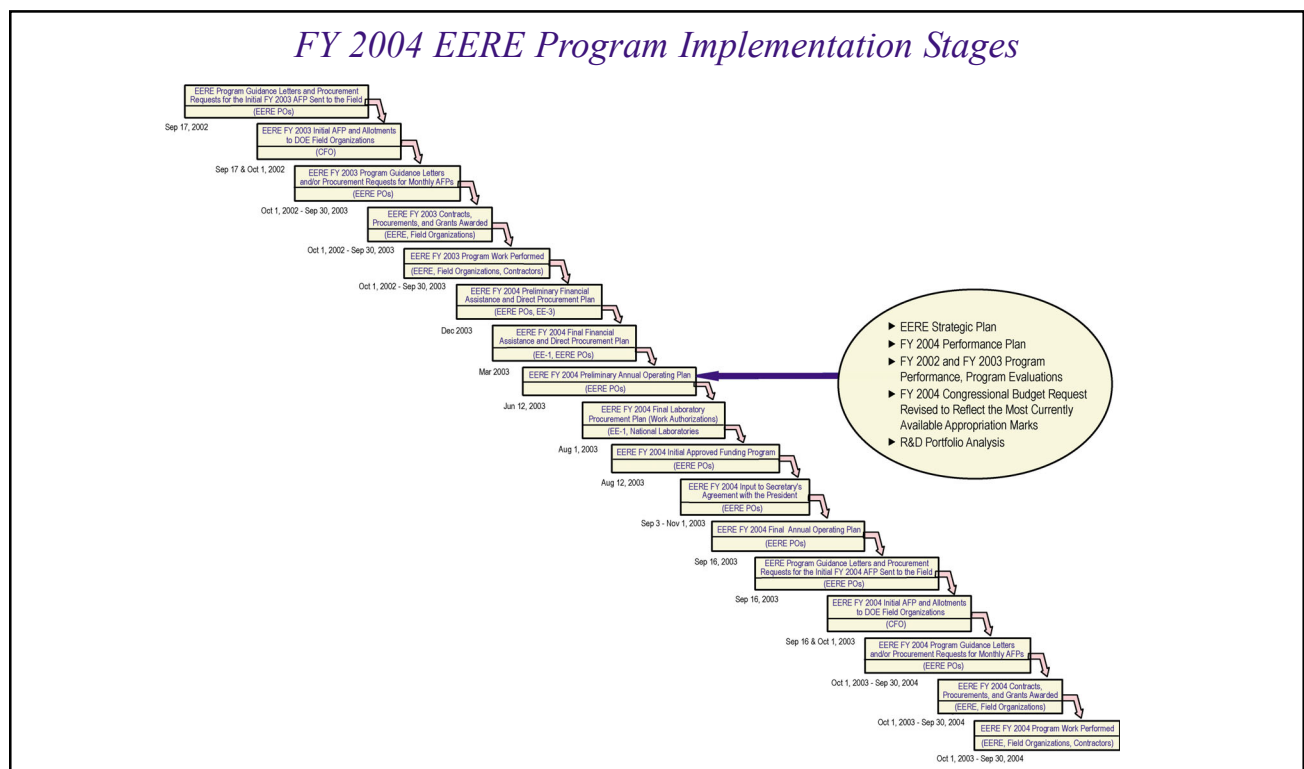 FY 2004 EERE Program Implementation Stages
EERE Program Guidance Letters and Procurement
Requests for the Initial FY 2003 AFP Sent to the Field
(EERE POs)
Sep 17, 2002
EERE FY 2003 Initial AFP and Allotments
to DOE Field Organizations
(CFO)
Sep 17 & Oct 1, 2002
EERE FY 2003 Program Guidance Letters
and/or Procurement Requests for Monthly AFPs
(EERE POs)
Oct 1, 2002 - Sep 30, 2003
EERE FY 2003 Contracts,
Procurements, and Grants Awarded
(EERE, Field Organizations)
Oct 1, 2002 - Sep 30, 2003
EERE FY 2003 Program Work Performed
(EERE, Field Organizations, Contractors)
Oct 1, 2002 - Sep 30, 2003
EERE FY 2004 Preliminary Financial
Assistance and Direct Procurement Plan
(EERE POs, EE-3)
Dec 2003
EERE FY 2004 Final Financial
Assistance and Direct Procurement Plan
(EE-1, EERE POs)
Mar 2003
EERE FY 2004 Preliminary Annual Operating Plan
(EERE POs)
Jun 12, 2003
EERE FY 2004 Final Laboratory
Procurement Plan (Work Authorizations)
(EE-1, National Laboratories
Aug 1, 2003
EERE FY 2004 Initial Approved Funding Program
(EERE POs)
Aug 12, 2003
EERE FY 2004 Input to Secretary's
Agreement with the President
(EERE POs)
Sep 3 - Nov 1, 2003
EERE FY 2004 Final Annual Operating Plan
(EERE POs)
Sep 16, 2003
EERE Program Guidance Letters and Procurement
Requests for the Initial FY 2004 AFP Sent to the Field
(EERE POs)
Sep 16, 2003
EERE FY 2004 Initial AFP and Allotments
to DOE Field Organizations
(CFO)
Sep 16 & Oct 1, 2003
EERE FY 2004 Program Guidance Letters
and/or Procurement Requests for Monthly AFPs
(EERE POs)
Oct 1, 2003 - Sep 30, 2004
EERE FY 2004 Contracts,
Procurements, and Grants Awarded
(EERE, Field Organizations)
Oct 1, 2003 - Sep 30, 2004
EERE FY 2004 Program Work Performed
(EERE, Field Organizations, Contractors)
Oct 1, 2003 - Sep 30, 2004
► EERE Strategic Plan
► FY 2004 Performance Plan
► FY 2002 and FY 2003 Program
Performance, Program Evaluations
► FY 2004 Congressional Budget Request
Revised to Reflect the Most Currently
Available Appropriation Marks
► R&D Portfolio Analysis